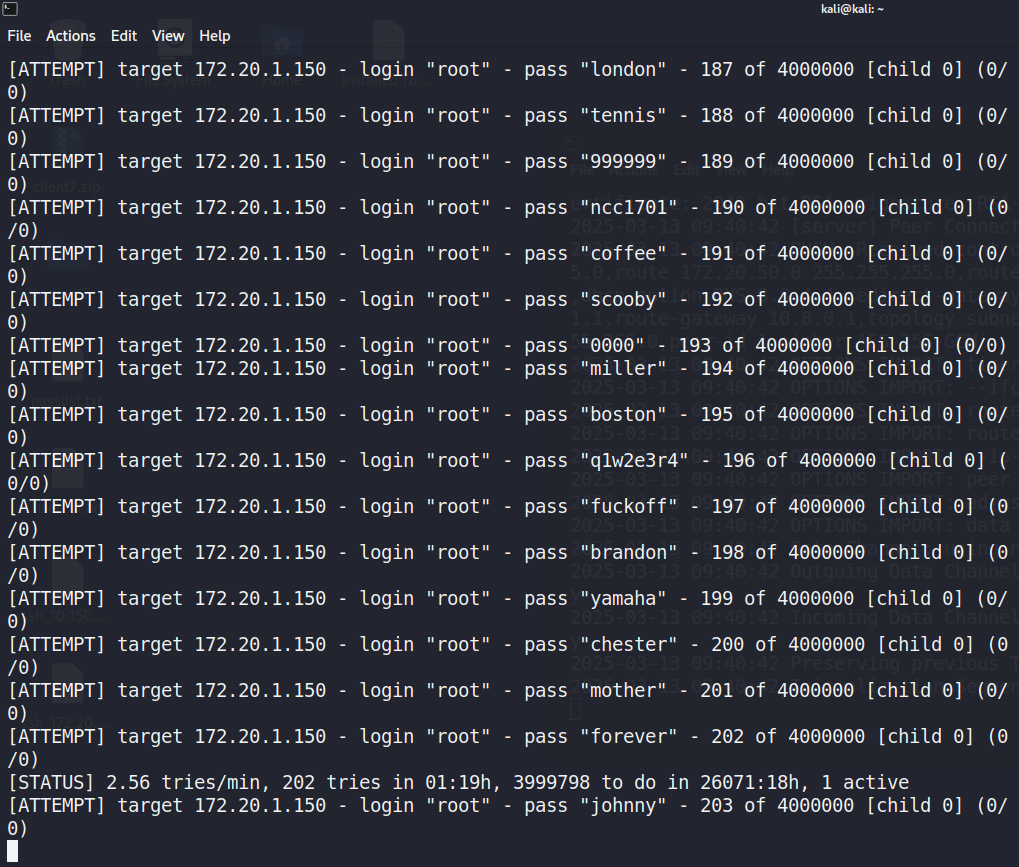 kali@kali: ~
File Actions Edit View Help
[ATTEMPT] target 172.20.1.150 - login "root" - pass "london" - 187 of 4000000 [child 0] (0/
0)
[ATTEMPT] target 172.20.1.150 - login "root" - pass "tennis" - 188 of 4000000 [child 0] (0/
0)
[ATTEMPT] target 172.20.1.150 - login "root" - pass "999999" - 189 of 4000000 [child 0] (0/
0)
[ATTEMPT] target 172.20.1.150 - login "root" - pass "ncc1701" - 190 of 4000000 [child 0] (0
/0)
[ATTEMPT] target 172.20.1.150 - login "root" - pass "coffee" - 191 of 4000000 [child 0] (0/
0)
[ATTEMPT] target 172.20.1.150 - login "root" - pass "scooby" - 192 of 4000000 [child 0] (0/
0)
[ATTEMPT] target 172.20.1.150 - login "root" - pass "0000" - 193 of 4000000 [child 0] (0/0)
[ATTEMPT] target 172.20.1.150 - login "root" - pass "miller" - 194 of 4000000 [child 0] (0/
0)
[ATTEMPT] target 172.20.1.150 - login "root" - pass "boston" - 195 of 4000000 [child 0] (0/
0)
[ATTEMPT] target 172.20.1.150 - login "root" - pass "q1w2e3r4" - 196 of 4000000 [child 0] (
0/0)
[ATTEMPT] target 172.20.1.150 - login "root" - pass "fuckoff" - 197 of 4000000 [child 0] (0
/0)
[ATTEMPT] target 172.20.1.150 - login "root" - pass "brandon" - 198 of 4000000 [child 0] (0
/0)
[ATTEMPT] target 172.20.1.150 - login "root" - pass "yamaha" - 199 of 4000000 [child 0] (0/
0)
[ATTEMPT] target 172.20.1.150 - login "root" - pass "chester" - 200 of 4000000 [child 0] (0
/0)
[ATTEMPT] target 172.20.1.150 - login "root" - pass "mother" - 201 of 4000000 [child 0] (0/
0)
[ATTEMPT] target 172.20.1.150 - login "root" - pass "forever" - 202 of 4000000 [child 0] (0
/0)
[STATUS] 2.56 tries/min, 202 tries in 01:19h, 3999798 to do in 26071:18h, 1 active
[ATTEMPT] target 172.20.1.150 - login "root" - pass "johnny" - 203 of 4000000 [child 0] (0/
0)